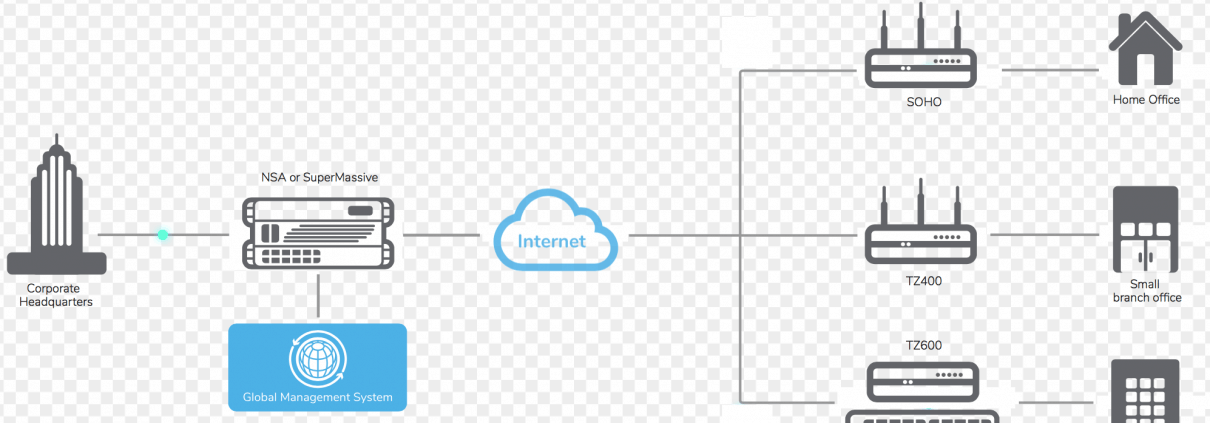 SOHO
Home Office
NSA or SuperMassive
Internet
TZ400
Corporate
Headquarters
Small
branch office
TZ600
Global Management System